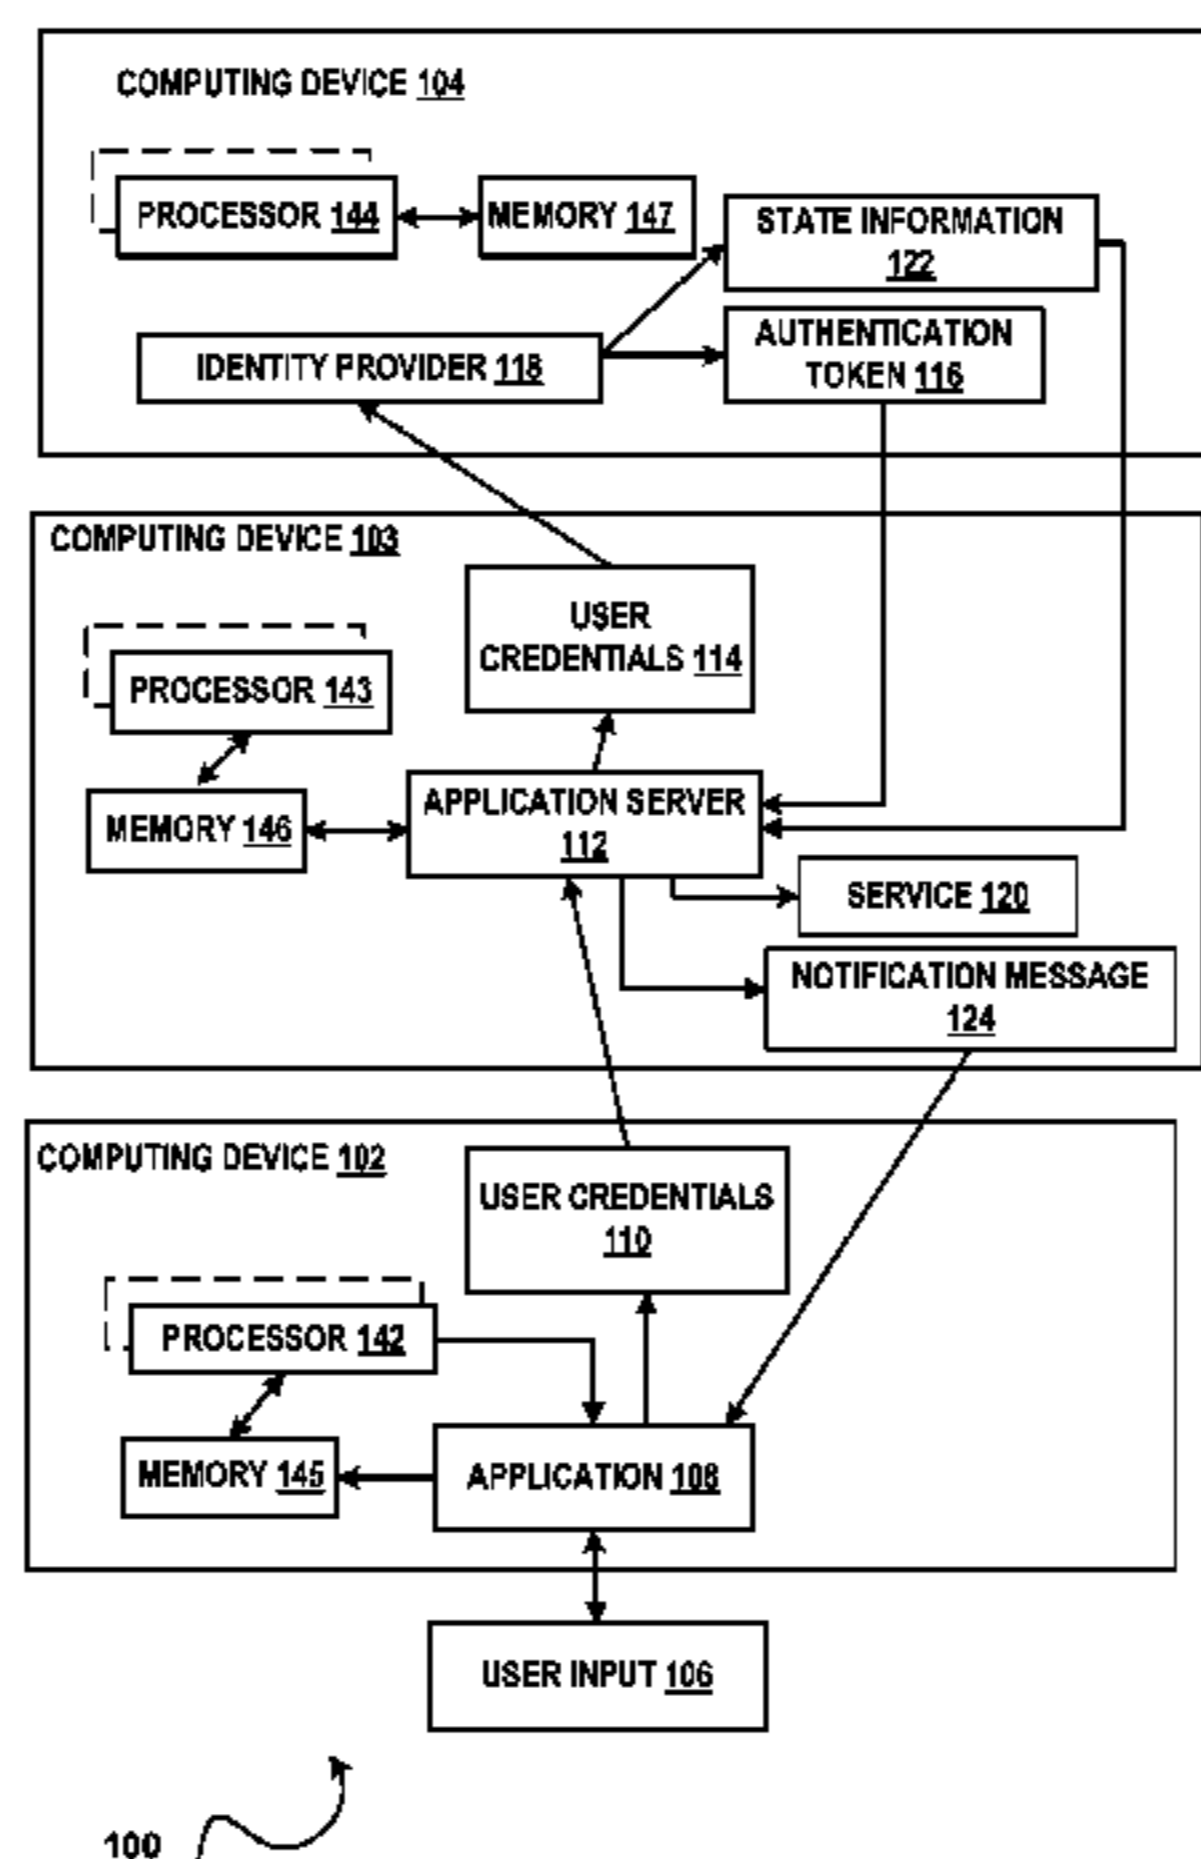 COMPUTING DEVICE 104
PROCESSOR 144
MEMORY 147
STATE INFORMATION
122
IDENTITY PROVIDER 118
AUTHENTICATION
TOKEN 116
COMPUTING DEVICE 103
USER
CREDENTIALS 114
PROCESSOR 143
MEMORY 146
APPLICATION SERVER
112
SERVICE 120
NOTIFICATION MESSAGE
124
COMPUTING DEVICE 102
USER CREDENTIALS
110
PROCESSOR 142
MEMORY 145
APPLICATION 108
USER INPUT 106
100